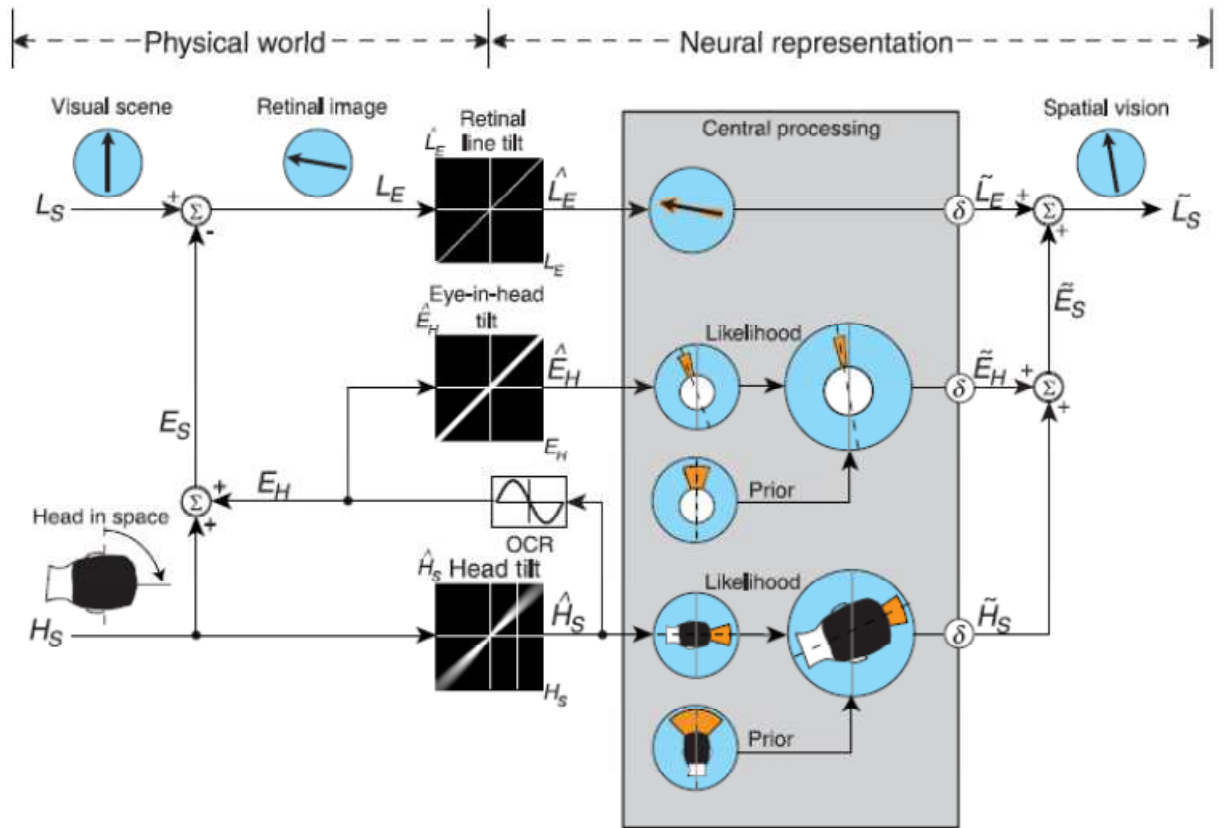 Physical world
Neural representation
Visual scene
Retinal image
Retinal
line tilt
Central processing
Spatial vision
L̂_E
L_S
+
Σ
-
L_E
L̂_E
L_E
δ
L̃_E
+
Σ
+
L̃_S
Eye-in-head
tilt
Ê_H
Ê_H
E_H
Likelihood
Ẽ_S
δ
Ẽ_H
+
Σ
+
E_S
E_H
+
Σ
+
OCR
Prior
Head in space
Ĥ_S
Head tilt
Likelihood
H_S
Ĥ_S
H_S
δ
H̃_S
Prior